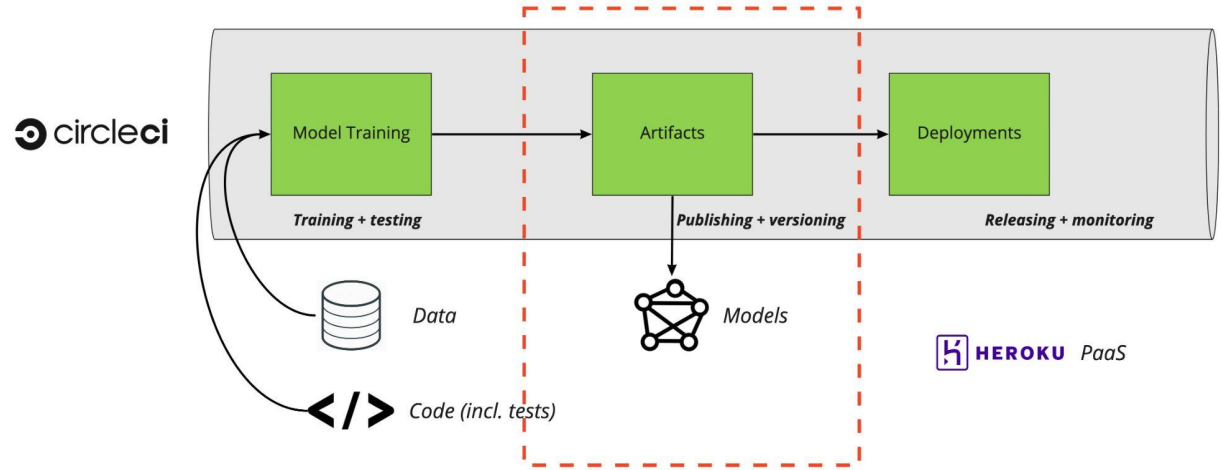 circleci
Model Training
Artifacts
Deployments
Training + testing
Publishing + versioning
Releasing + monitoring
Data
Models
HEROKU PaaS
</> Code (incl. tests)